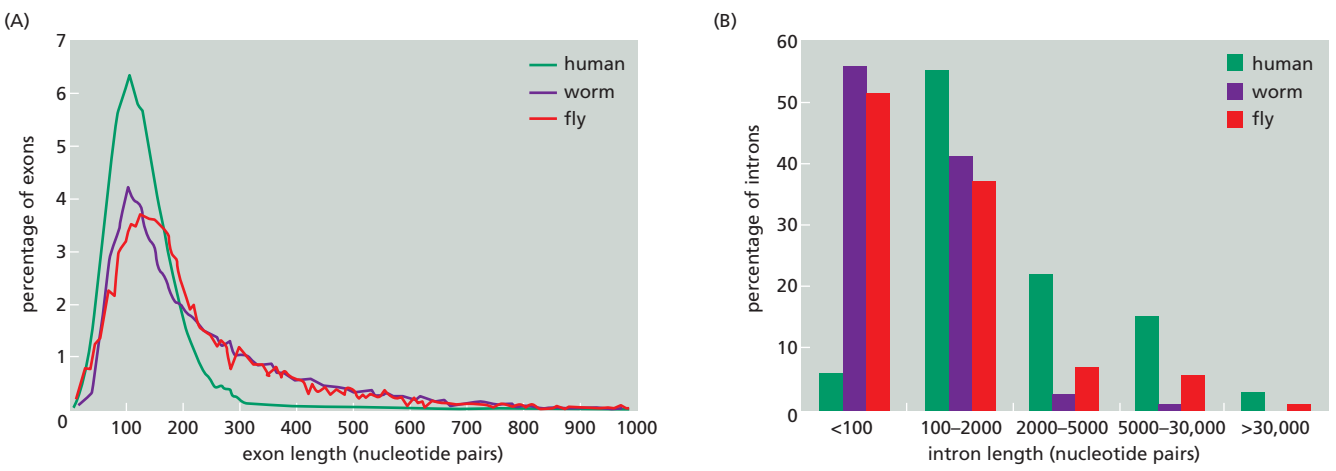 (A)
percentage of exons
7
6
5
4
3
2
1
0
human
worm
fly
100 200 300 400 500 600 700 800 900 1000
exon length (nucleotide pairs)
(B)
percentage of introns
60
50
40
30
20
10
0
human
worm
fly
<100 100–2000 2000–5000 5000–30,000 >30,000
intron length (nucleotide pairs)